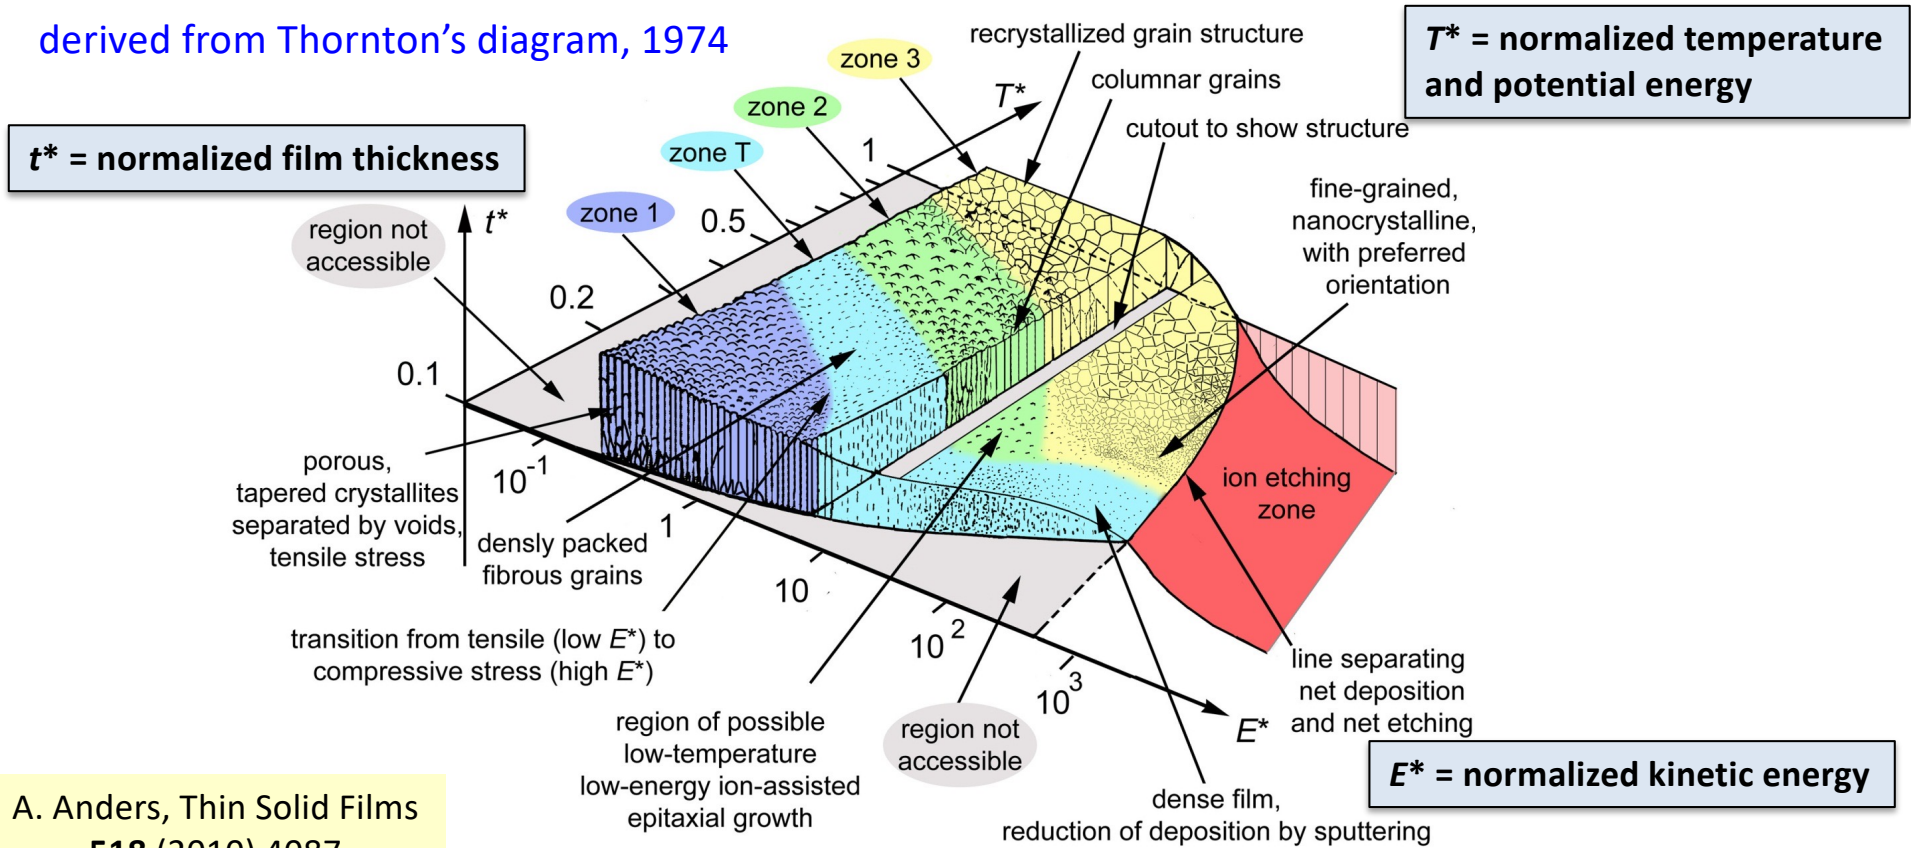 derived from Thornton’s diagram, 1974
T* = normalized temperature
and potential energy
t* = normalized film thickness
recrystallized grain structure
columnar grains
cutout to show structure
T*
zone 3
zone 2
zone T
zone 1
1
0.5
0.2
0.1
t*
region not
accessible
fine-grained,
nanocrystalline,
with preferred
orientation
porous,
tapered crystallites
separated by voids,
tensile stress
10-1
1
10
10 2
10 3
E*
densly packed
fibrous grains
transition from tensile (low E*) to
compressive stress (high E*)
region of possible
low-temperature
low-energy ion-assisted
epitaxial growth
region not
accessible
ion etching
zone
line separating
net deposition
and net etching
dense film,
reduction of deposition by sputtering
E* = normalized kinetic energy
A. Anders, Thin Solid Films
518 (2010) 4087